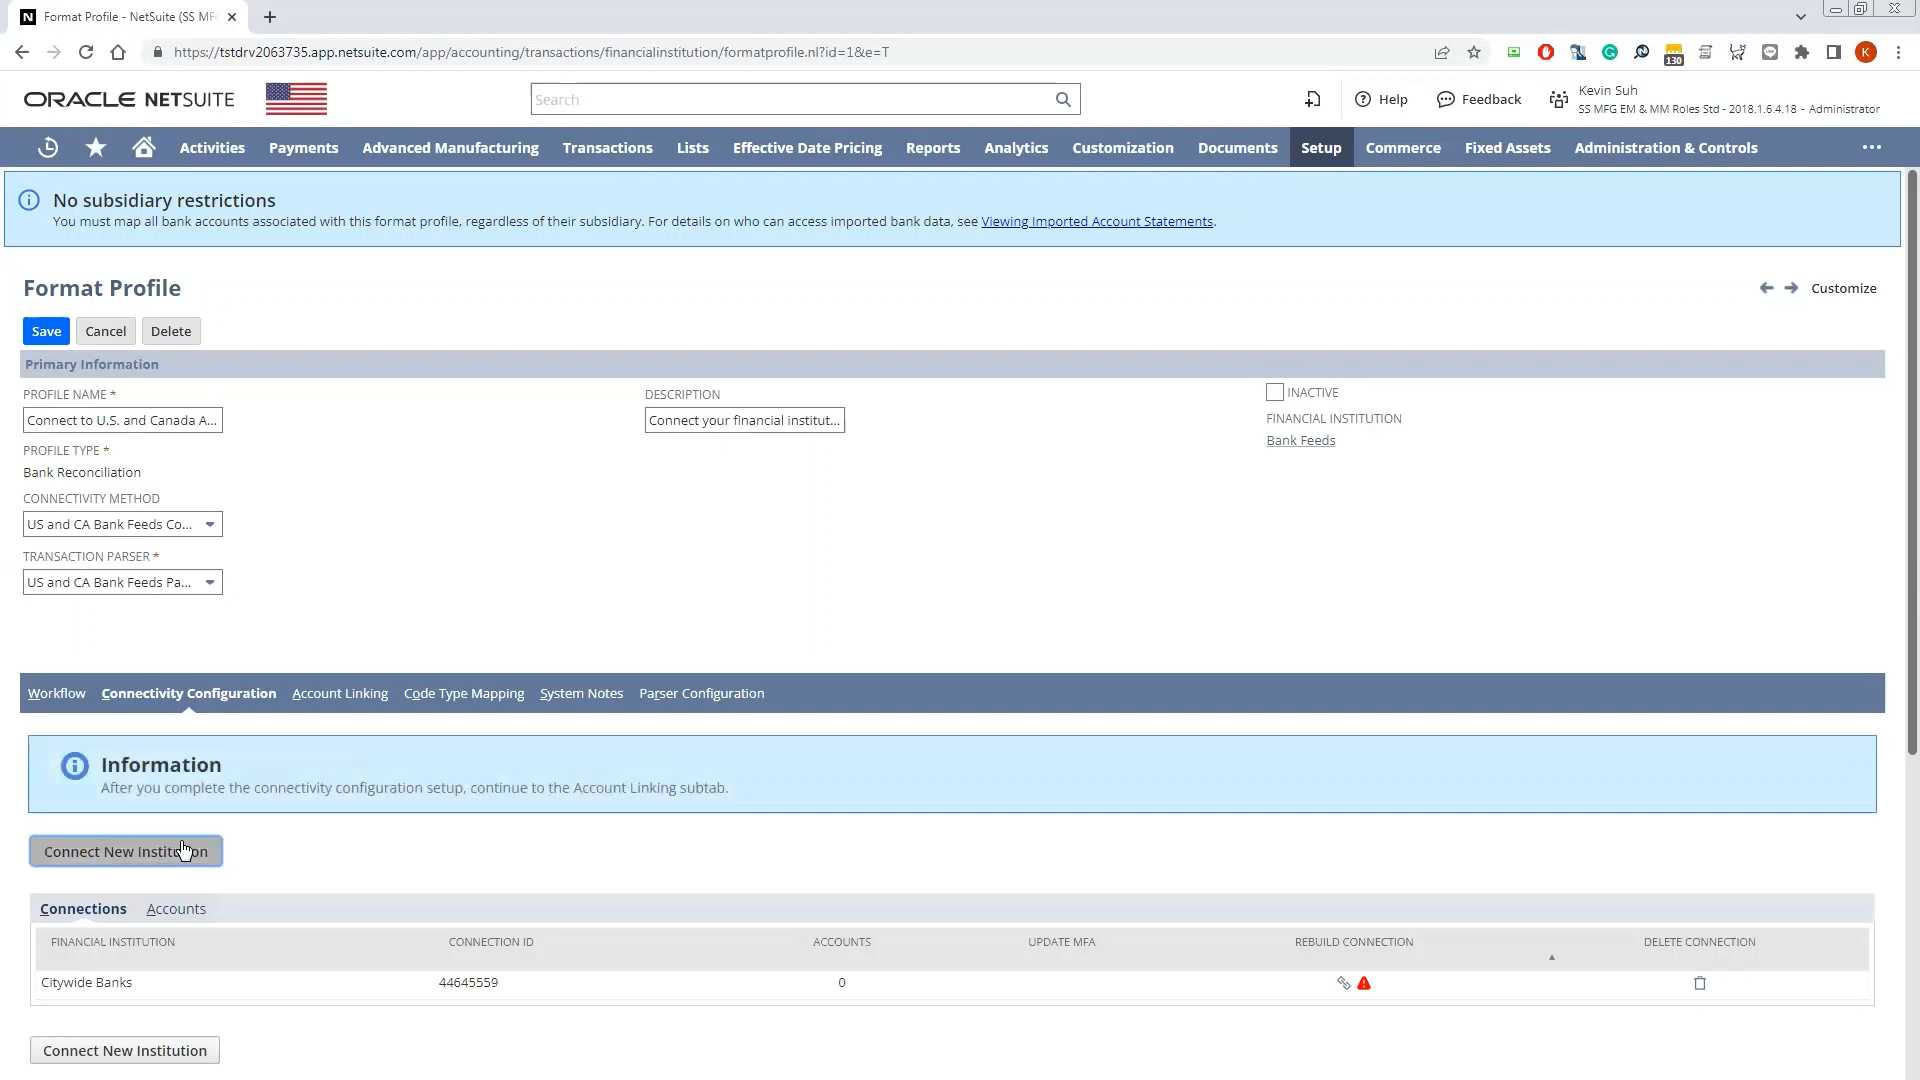 Format Profile - NetSuite (SS MF
https://tstdrv2063735.app.netsuite.com/app/accounting/transactions/financialinstitution/formatprofile.nl?id=1&e=T
130
K
ORACLE NETSUITE
Search
Help
Feedback
Kevin Suh
SS MFG EM & MM Roles Std - 2018.1.6.4.18 - Administrator
Activities Payments Advanced Manufacturing Transactions Lists Effective Date Pricing Reports Analytics Customization Documents Setup Commerce Fixed Assets Administration & Controls
No subsidiary restrictions
You must map all bank accounts associated with this format profile, regardless of their subsidiary. For details on who can access imported bank data, see Viewing Imported Account Statements.
Format Profile
Customize
Save Cancel Delete
Primary Information
PROFILE NAME *
Connect to U.S. and Canada A...
PROFILE TYPE *
Bank Reconciliation
CONNECTIVITY METHOD
US and CA Bank Feeds Co...
TRANSACTION PARSER *
US and CA Bank Feeds Pa...
DESCRIPTION
Connect your financial institut...
INACTIVE
FINANCIAL INSTITUTION
Bank Feeds
Workflow Connectivity Configuration Account Linking Code Type Mapping System Notes Parser Configuration
Information
After you complete the connectivity configuration setup, continue to the Account Linking subtab.
Connect New Institution
Connections Accounts
FINANCIAL INSTITUTION CONNECTION ID ACCOUNTS UPDATE MFA REBUILD CONNECTION DELETE CONNECTION
Citywide Banks 44645559 0
Connect New Institution